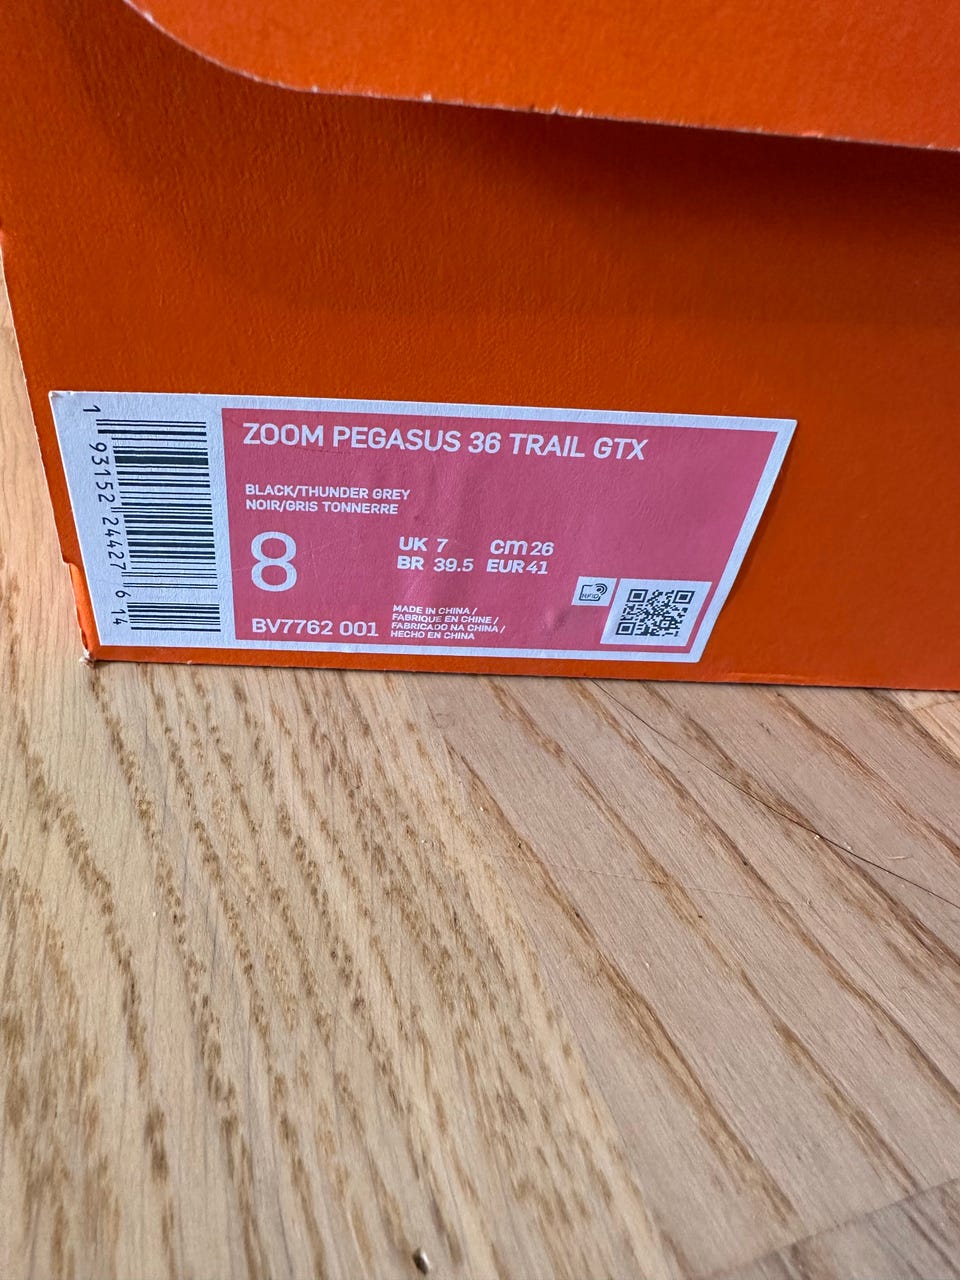 ZOOM PEGASUS 36 TRAIL GTX
BLACK/THUNDER GREY
NOIR/GRIS TONNERRE
8
UK 7 cm 26
BR 39.5 EUR 41
BV7762 001
MADE IN CHINA /
FABRIQUE EN CHINE /
FABRICADO NA CHINA /
HECHO EN CHINA
RFID
1 93152 24427 6 14